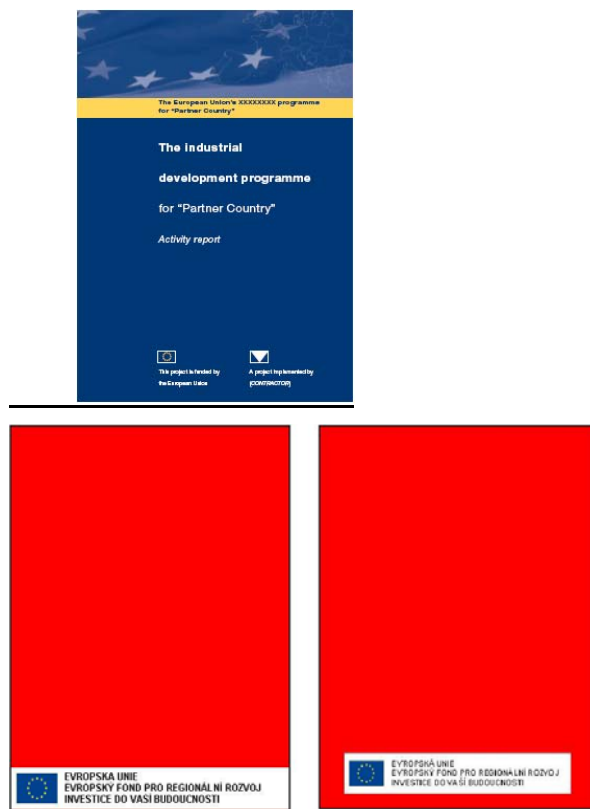 The European Union's XXXXXXXX programme
for "Partner Country"
The industrial
development programme
for "Partner Country"
Activity report
This project is funded by
the European Union
A project implemented by
[CONTRACTOR]
EVROPSKÁ UNIE
EVROPSKÝ FOND PRO REGIONÁLNÍ ROZVOJ
INVESTICE DO VAŠÍ BUDOUCNOSTI
EVROPSKÁ UNIE
EVROPSKÝ FOND PRO REGIONÁLNÍ ROZVOJ
INVESTICE DO VAŠÍ BUDOUCNOSTI